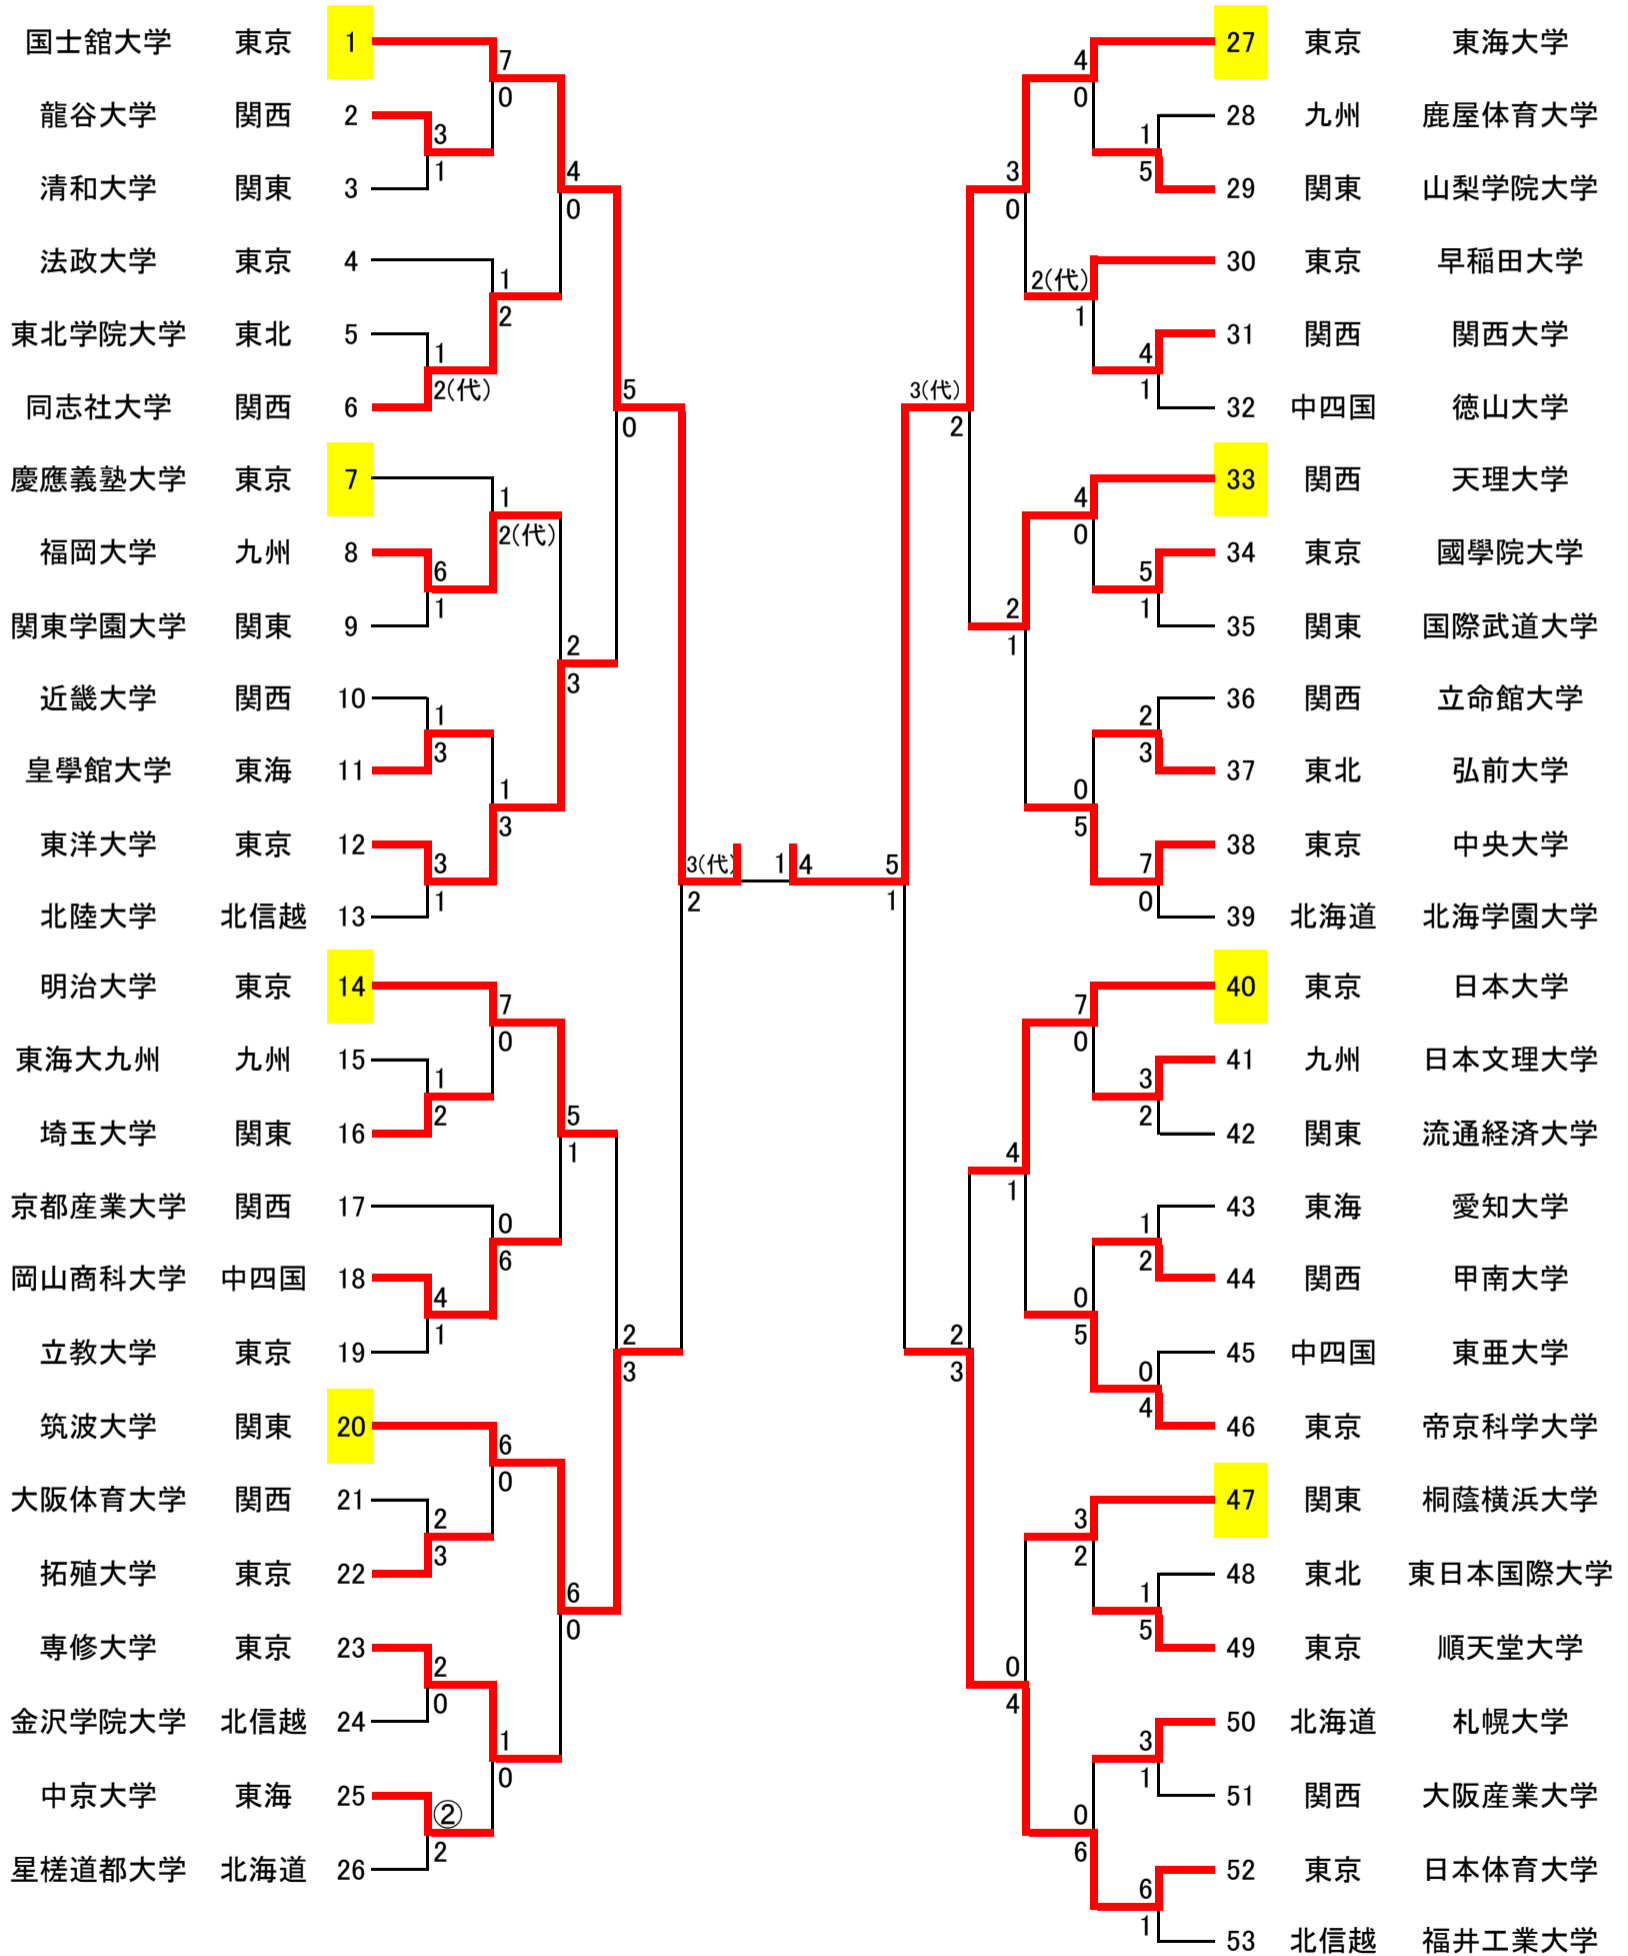 国士舘大学 東京 1 27 東京 東海大学
7 4
0 0
龍谷大学 関西 2 28 九州 鹿屋体育大学
3 1
1 4 3 5
清和大学 関東 3 29 関東 山梨学院大学
0 0
法政大学 東京 4 30 東京 早稲田大学
1 2(代)
2 1
東北学院大学 東北 5 31 関西 関西大学
1 4
2(代) 5 3(代) 1
同志社大学 関西 6 32 中四国 徳山大学
0 2
慶應義塾大学 東京 7 33 関西 天理大学
1 4
2(代) 0
福岡大学 九州 8 34 東京 國學院大学
6 5
1 2 2 1
関東学園大学 関東 9 35 関東 国際武道大学
3 1
近畿大学 関西 10 36 関西 立命館大学
1 2
3 3
皇學館大学 東海 11 37 東北 弘前大学
1 0
3 5
東洋大学 東京 12 38 東京 中央大学
3 3(代) 1 4 5 7
1 2 1 0
北陸大学 北信越 13 39 北海道 北海学園大学
明治大学 東京 14 40 東京 日本大学
7 7
0 0
東海大九州 九州 15 41 九州 日本文理大学
1 3
2 5 2
埼玉大学 関東 16 42 関東 流通経済大学
1 4
1
京都産業大学 関西 17 43 東海 愛知大学
0 1
6 2
岡山商科大学 中四国 18 44 関西 甲南大学
4 0
1 2 2 5
立教大学 東京 19 45 中四国 東亜大学
3 3 0
4
筑波大学 関東 20 46 東京 帝京科学大学
6
0
大阪体育大学 関西 21 47 関東 桐蔭横浜大学
2 3
3 2
拓殖大学 東京 22 48 東北 東日本国際大学
6 1
0 5
専修大学 東京 23 49 東京 順天堂大学
2 0
0 4
金沢学院大学 北信越 24 50 北海道 札幌大学
1 3
0 1
中京大学 東海 25 51 関西 大阪産業大学
② 0
2 6
星槎道都大学 北海道 26 52 東京 日本体育大学
6
1
53 北信越 福井工業大学